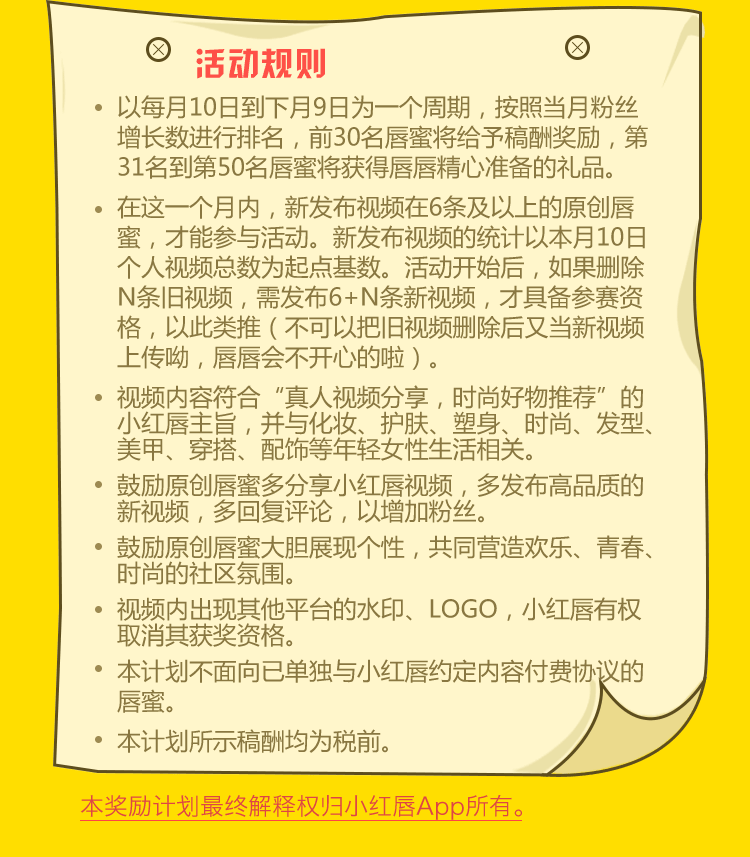 活动规则
• 以每月10日到下月9日为一个周期，按照当月粉丝
增长数进行排名，前30名唇蜜将给予稿酬奖励，第
31名到第50名唇蜜将获得唇唇精心准备的礼品。
• 在这一个月内，新发布视频在6条及以上的原创唇
蜜，才能参与活动。新发布视频的统计以本月10日
个人视频总数为起点基数。活动开始后，如果删除
N条旧视频，需发布6+N条新视频，才具备参赛资
格，以此类推（不可以把旧视频删除后又当新视频
上传呦，唇唇会不开心的啦）。
• 视频内容符合“真人视频分享，时尚好物推荐”的
小红唇主旨，并与化妆、护肤、塑身、时尚、发型、
美甲、穿搭、配饰等年轻女性生活相关。
• 鼓励原创唇蜜多分享小红唇视频，多发布高品质的
新视频，多回复评论，以增加粉丝。
• 鼓励原创唇蜜大胆展现个性，共同营造欢乐、青春、
时尚的社区氛围。
• 视频内出现其他平台的水印、LOGO，小红唇有权
取消其获奖资格。
• 本计划不面向已单独与小红唇约定内容付费协议的
唇蜜。
• 本计划所示稿酬均为税前。
本奖励计划最终解释权归小红唇App所有。